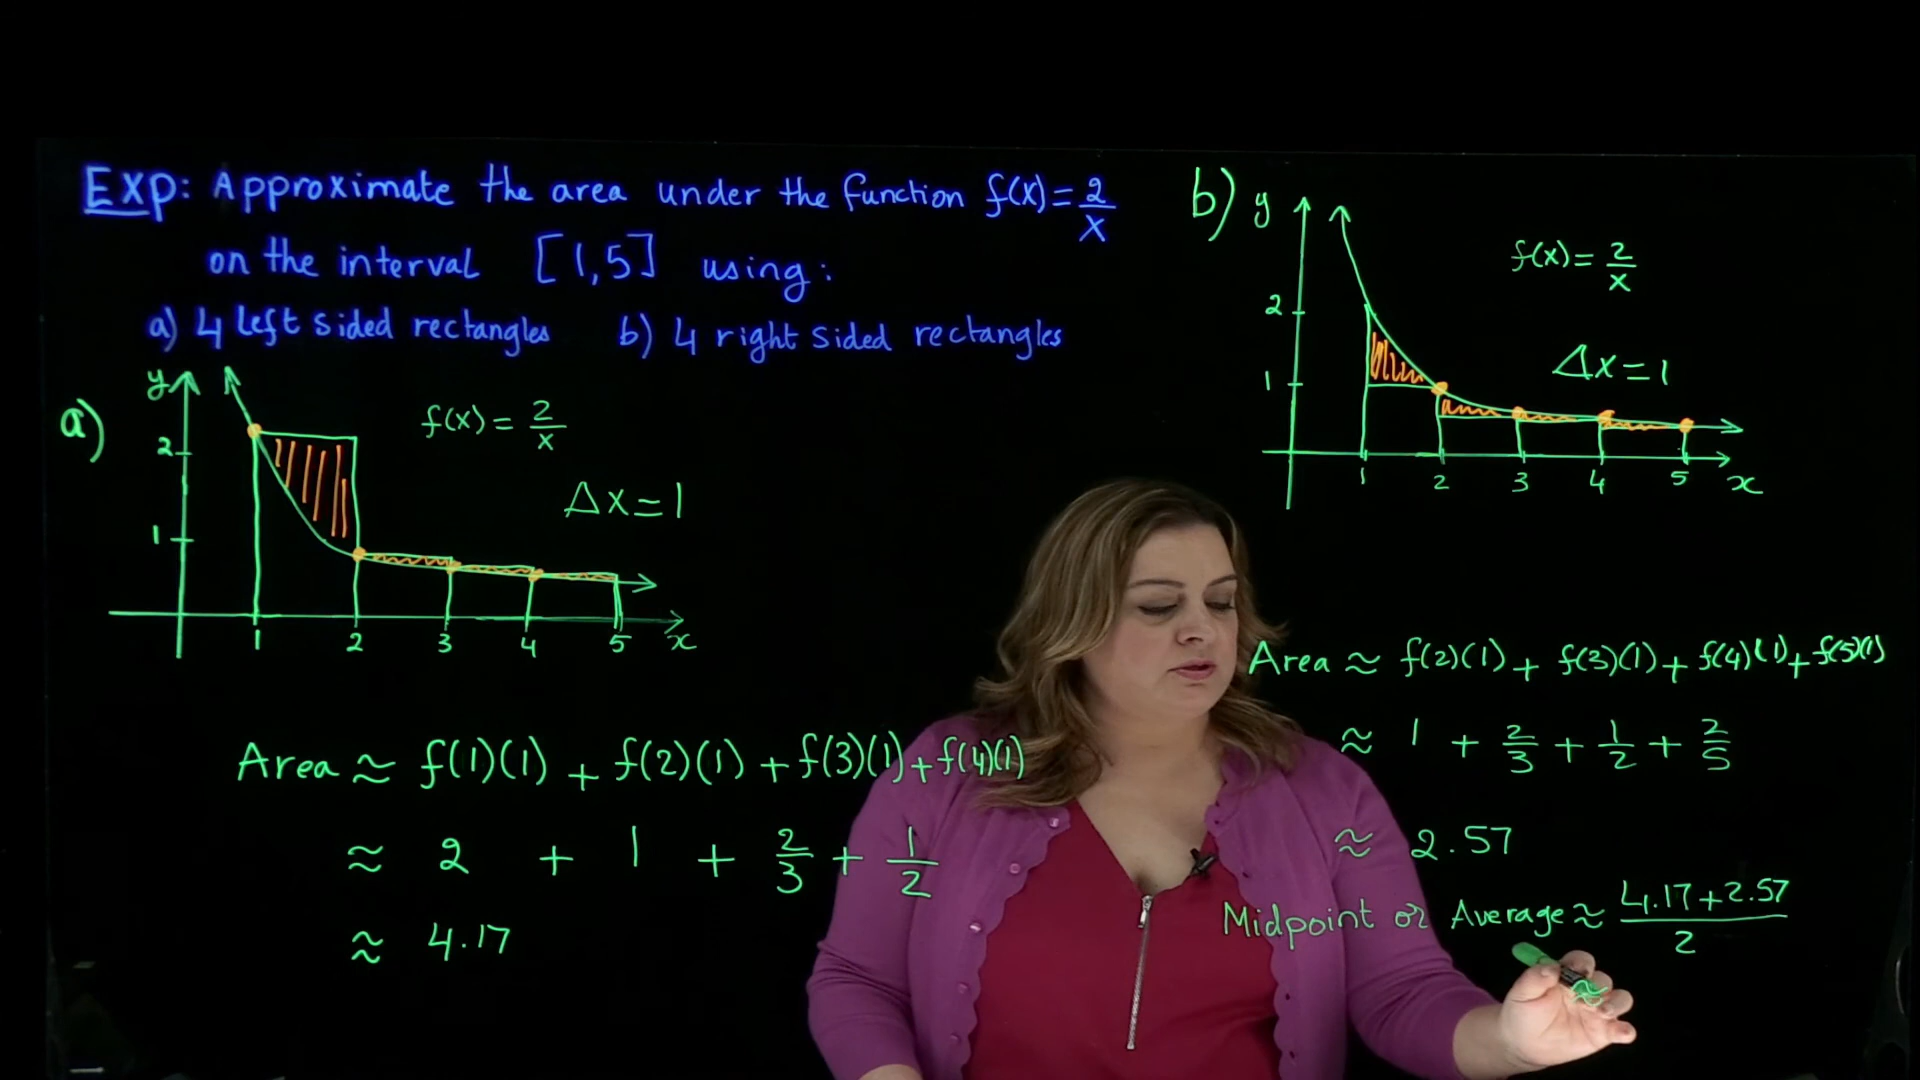 Exp: Approximate the area under the function f(x) = 2/x
on the interval [1,5] using:
a) 4 left sided rectangles b) 4 right sided rectangles
a)
y
2
1
f(x) = 2/x
Δx = 1
1 2 3 4 5 x
Area ≈ f(1)(1) + f(2)(1) + f(3)(1) + f(4)(1)
≈ 2 + 1 + 2/3 + 1/2
≈ 4.17
b) y
2
1
f(x) = 2/x
Δx = 1
1 2 3 4 5 x
Area ≈ f(2)(1) + f(3)(1) + f(4)(1) + f(5)(1)
≈ 1 + 2/3 + 1/2 + 2/5
≈ 2.57
Midpoint or Average ≈ 4.17+2.57/2
≈